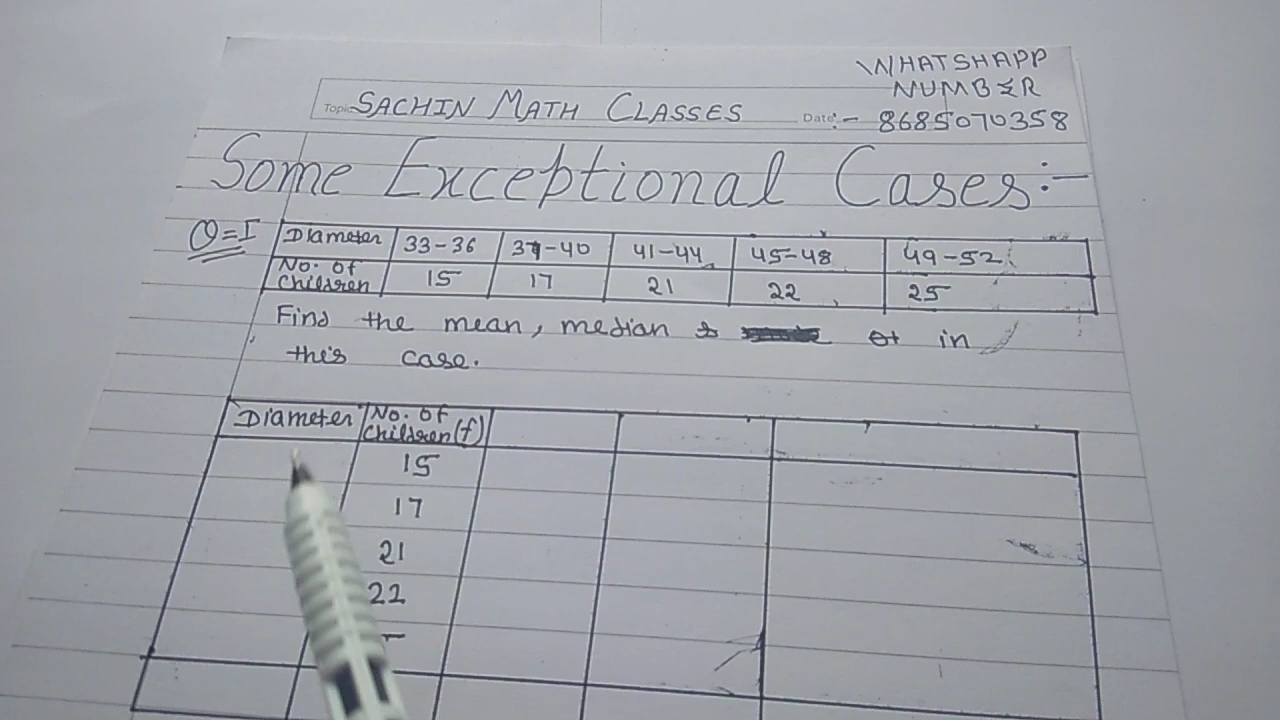 WHATSHAPP
NUMBER
Topic SACHIN MATH CLASSES Date:- 8685070358
Some Exceptional Cases:-
Q=I
Diameter 33-36 37-40 41-44 45-48 49-52
No. of children 15 17 21 22 25
Find the mean, median & in
this case.
Diameter No. of children (f)
15
17
21
22